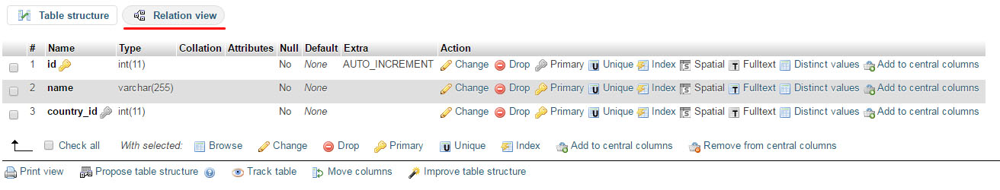 Table structure Relation view
# Name Type Collation Attributes Null Default Extra Action
1 id int(11) No None AUTO_INCREMENT Change Drop Primary Unique Index Spatial Fulltext Distinct values Add to central columns
2 name varchar(255) No None Change Drop Primary Unique Index Spatial Fulltext Distinct values Add to central columns
3 country_id int(11) No None Change Drop Primary Unique Index Spatial Fulltext Distinct values Add to central columns
Check all With selected: Browse Change Drop Primary Unique Index Add to central columns Remove from central columns
Print view Propose table structure Track table Move columns Improve table structure